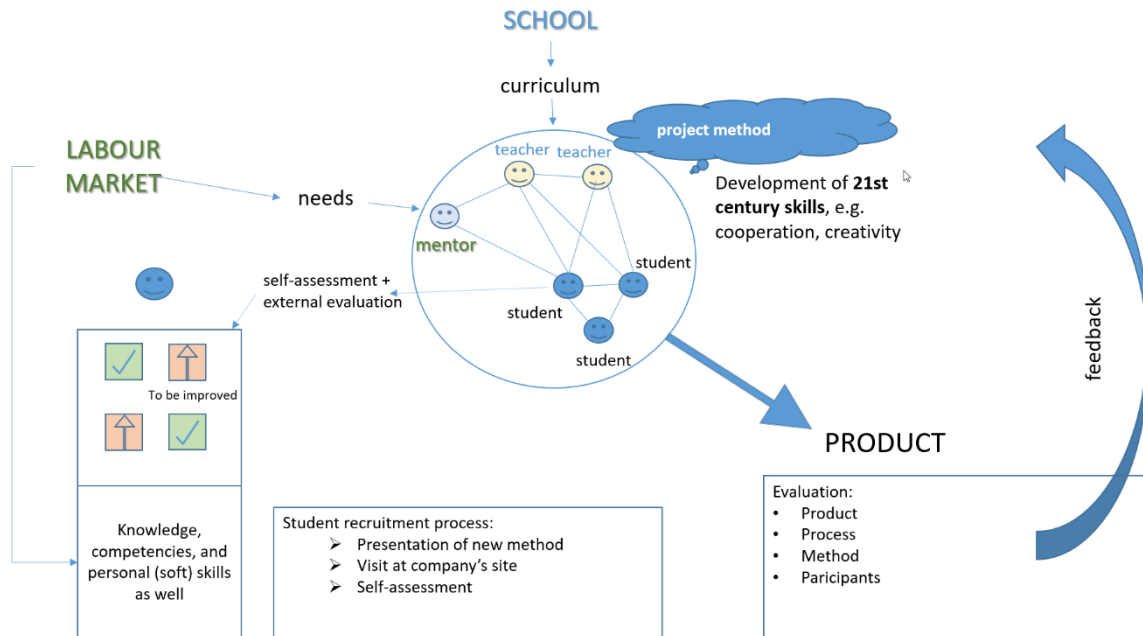 SCHOOL
curriculum
project method
teacher
teacher
LABOUR
MARKET
needs
mentor
Development of 21st
century skills, e.g.
cooperation, creativity
student
self-assessment +
external evaluation
student
student
feedback
To be improved
PRODUCT
Knowledge,
competencies, and
personal (soft) skills
as well
Student recruitment process:
➢ Presentation of new method
➢ Visit at company's site
➢ Self-assessment
Evaluation:
• Product
• Process
• Method
• Paricipants